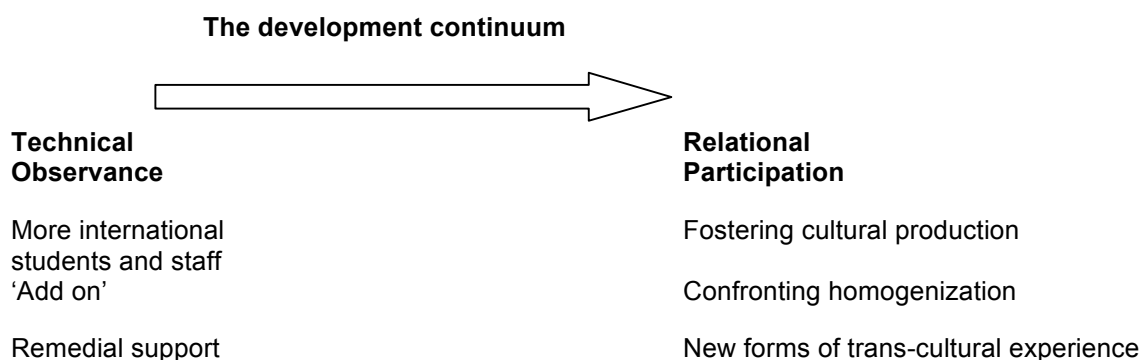 The development continuum
Technical
Observance
Relational
Participation
More international
students and staff
'Add on'
Remedial support
Fostering cultural production
Confronting homogenization
New forms of trans-cultural experience